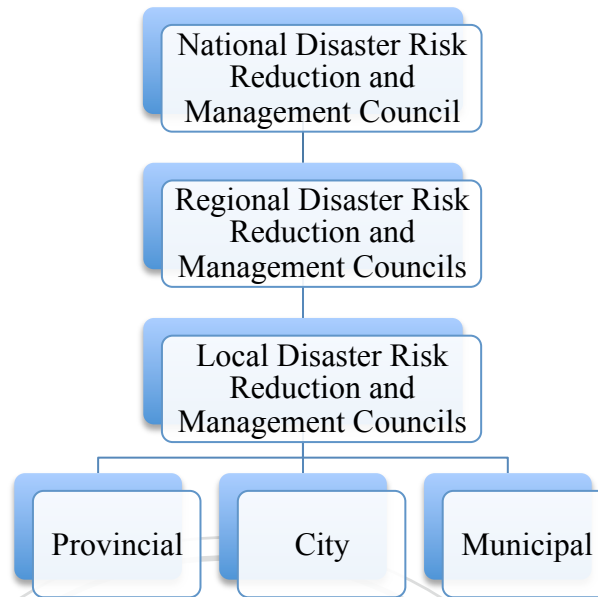 National Disaster Risk
Reduction and
Management Council
Regional Disaster Risk
Reduction and
Management Councils
Local Disaster Risk
Reduction and
Management Councils
Provincial
City
Municipal